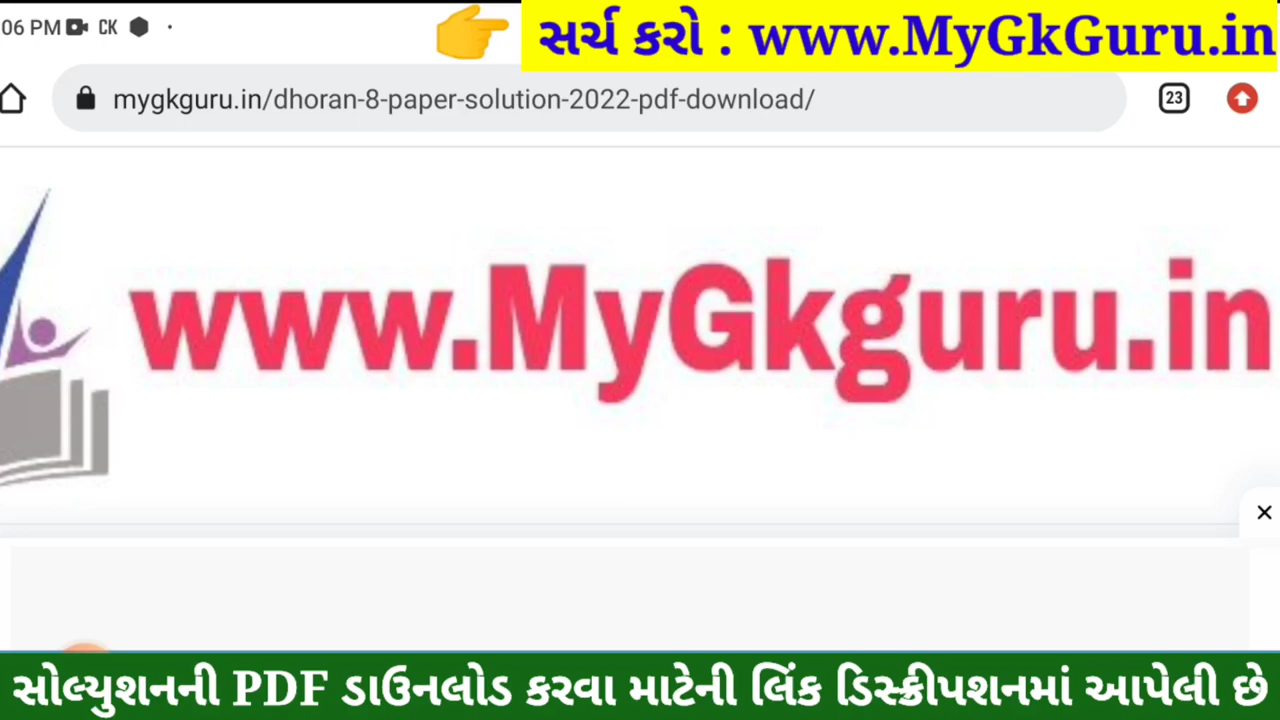 06 PM CK
👉 સર્ચ કરો : www.MyGkGuru.in
mygkguru.in/dhoran-8-paper-solution-2022-pdf-download/
23
www.MyGkguru.in
સોલ્યુશનની PDF ડાઉનલોડ કરવા માટેની લિંક ડિસ્ક્રીપશનમાં આપેલી છે